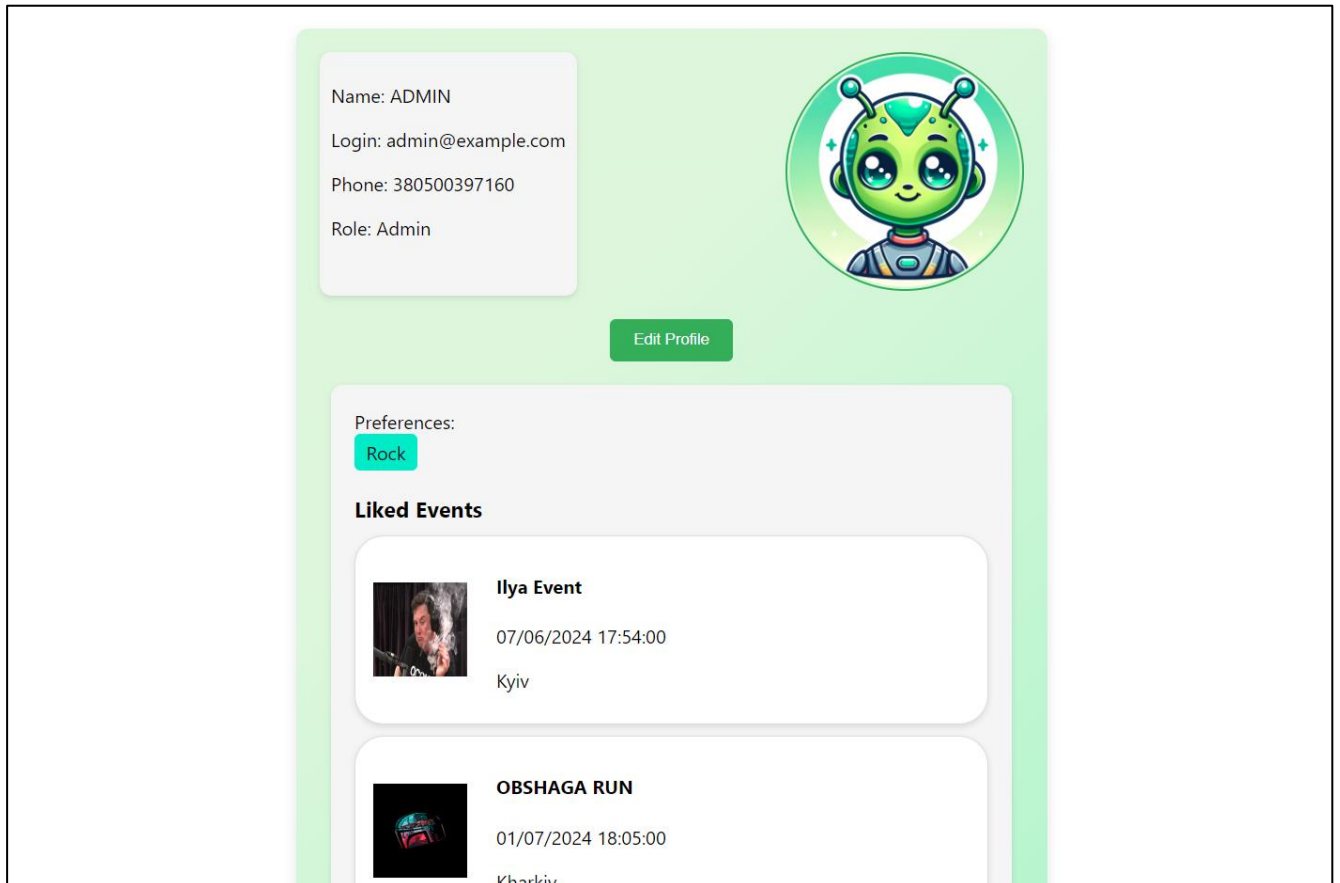 Name: ADMIN
Login: admin@example.com
Phone: 380500397160
Role: Admin
Edit Profile
Preferences:
Rock
Liked Events
Ilya Event
07/06/2024 17:54:00
Kyiv
OBSHAGA RUN
01/07/2024 18:05:00
Kharkiv